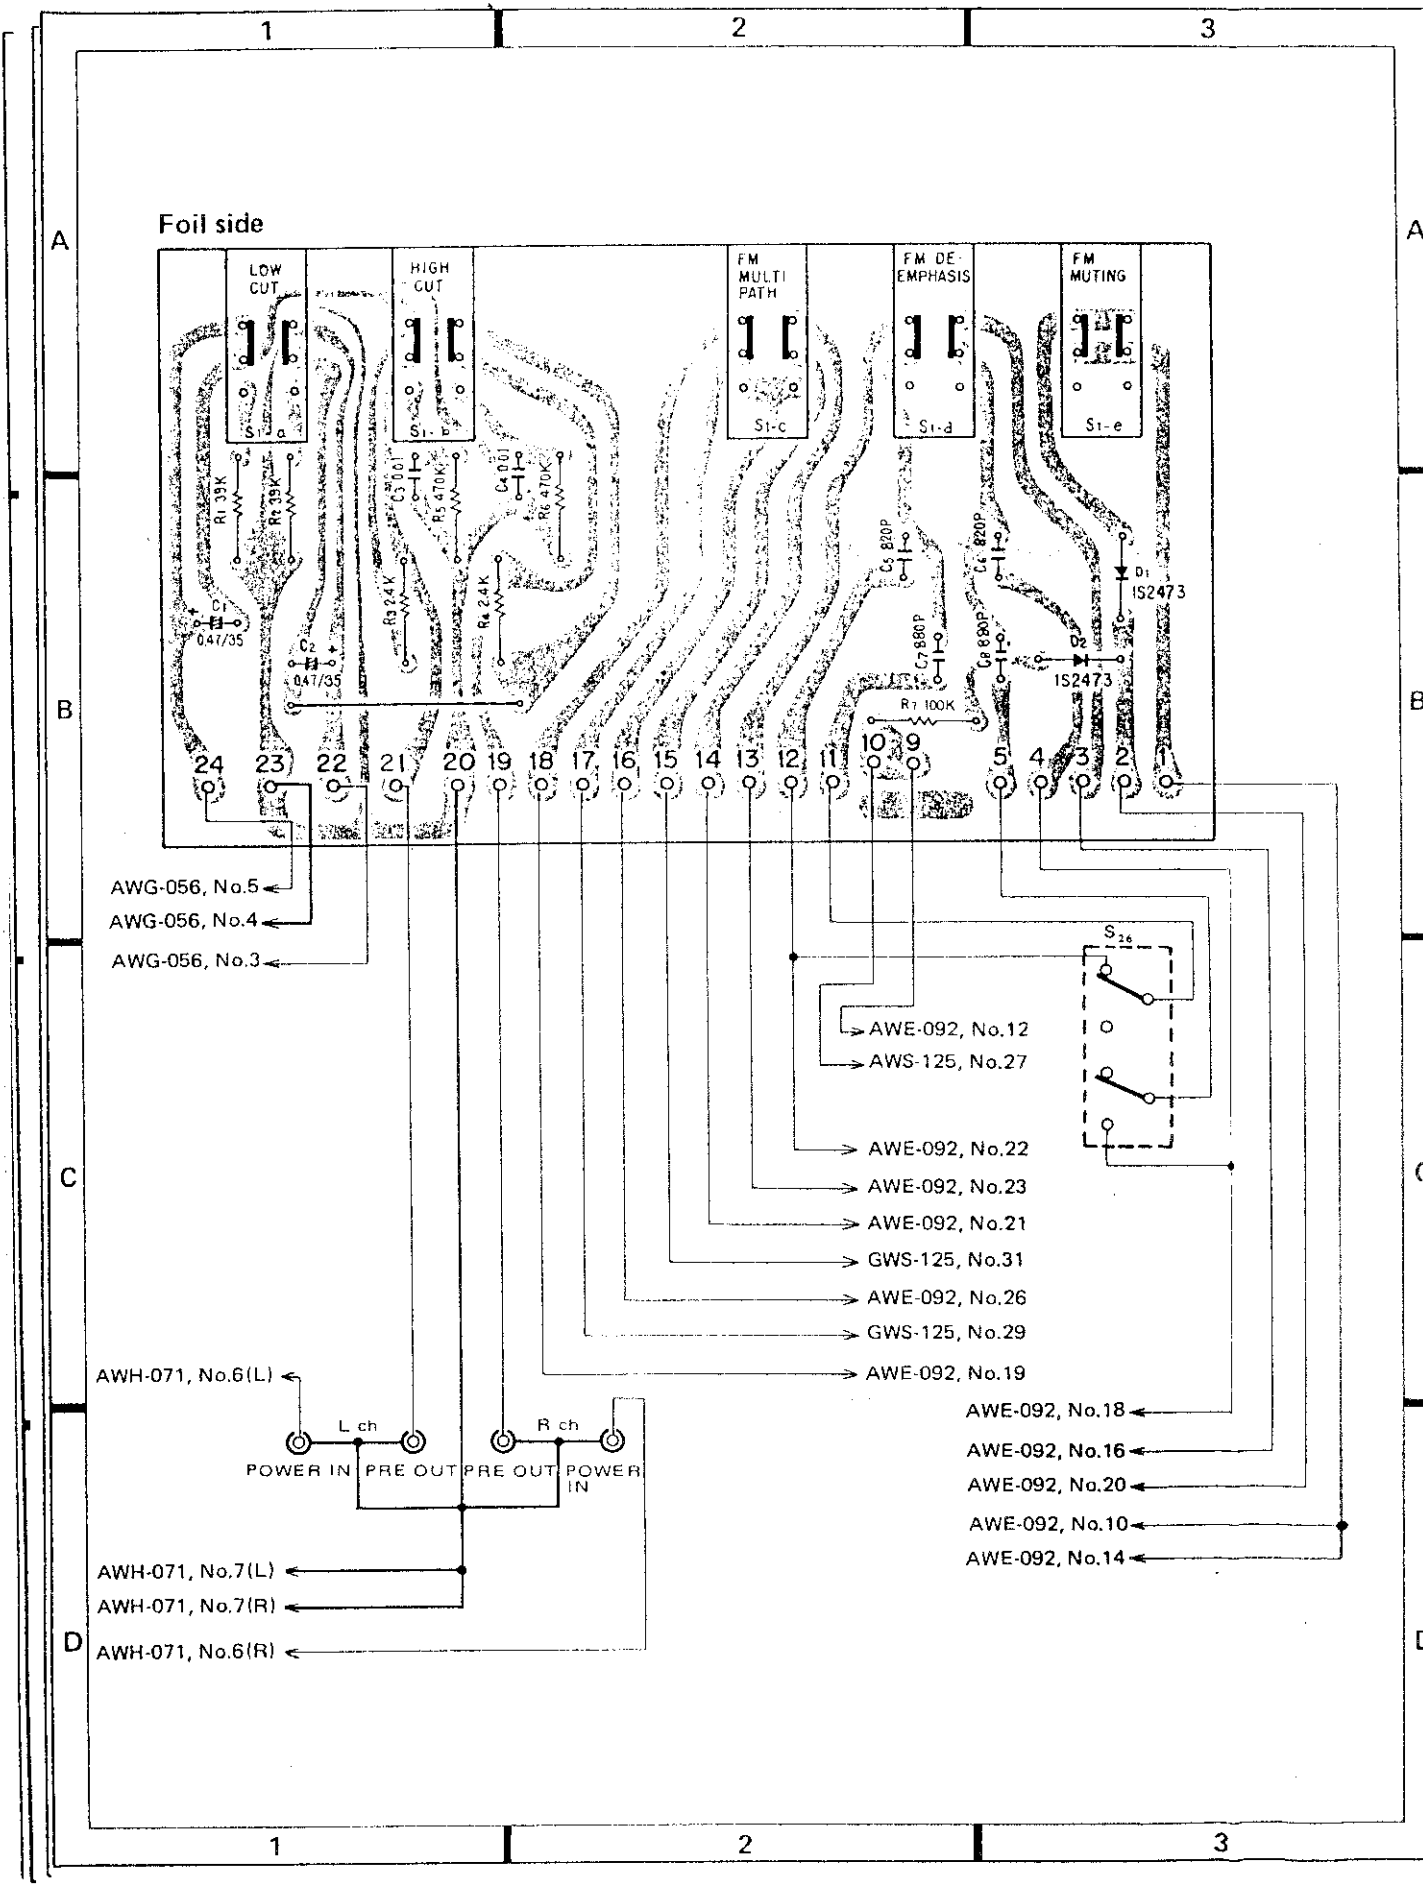 1 2 3
A A
Foil side
LOW CUT
HIGH CUT
FM MULTI PATH
FM DE-EMPHASIS
FM MUTING
S1-a S1-b S1-c S1-d S1-e
R1 39K
R2 39K
C3 001
R5 470K
C4 001
R6 470K
C5 820P
C6 820P
D1
1S2473
C1
0.47/35
R3 2.4K
R4 2.4K
C2
0.47/35
C7 880P
C8 890P
D2
1S2473
B B
R7 100K
24 23 22 21 20 19 18 17 16 15 14 13 12 11 10 9 5 4 3 2 1
AWG-056, No.5
AWG-056, No.4
AWG-056, No.3
S26
AWE-092, No.12
AWS-125, No.27
AWE-092, No.22
C
AWE-092, No.23
AWE-092, No.21
GWS-125, No.31
AWE-092, No.26
GWS-125, No.29
AWE-092, No.19
AWH-071, No.6(L)
AWE-092, No.18
L ch R ch
AWE-092, No.16
POWER IN PRE OUT PRE OUT POWER IN
AWE-092, No.20
AWE-092, No.10
AWE-092, No.14
AWH-071, No.7(L)
AWH-071, No.7(R)
D
AWH-071, No.6(R)
1 2 3